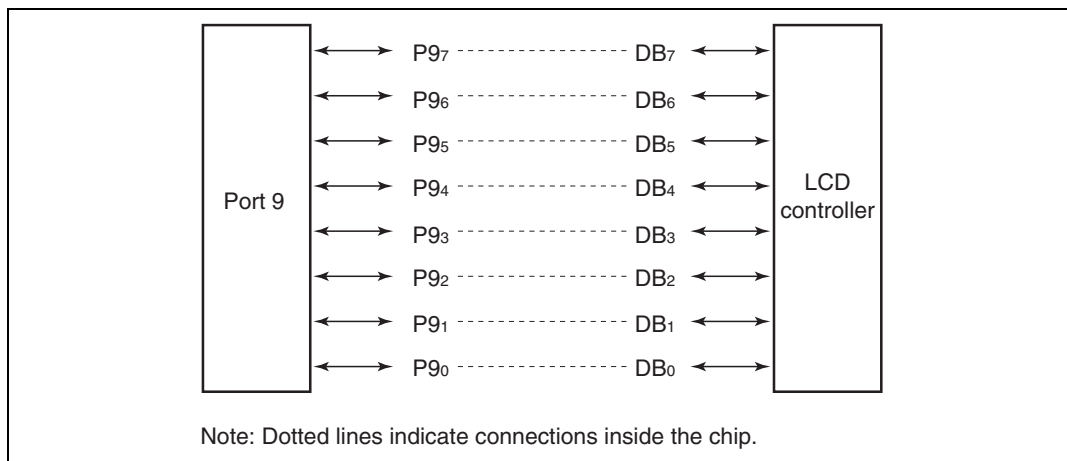 P97 DB7
P96 DB6
P95 DB5
P94 DB4
Port 9
LCD
controller
P93 DB3
P92 DB2
P91 DB1
P90 DB0
Note: Dotted lines indicate connections inside the chip.